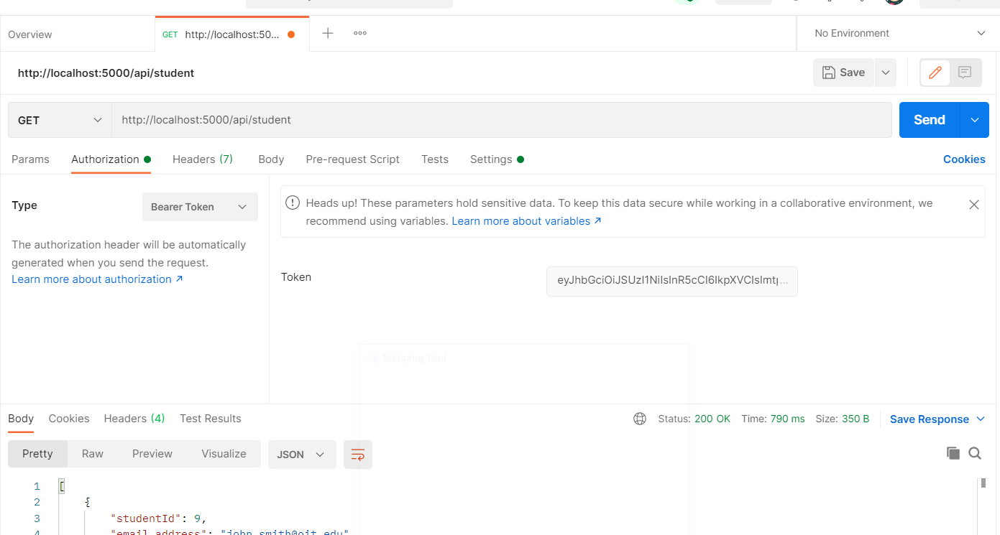 Overview
GET http://localhost:50...
No Environment
http://localhost:5000/api/student
Save
GET
http://localhost:5000/api/student
Send
Params
Authorization
Headers (7)
Body
Pre-request Script
Tests
Settings
Cookies
Type
Bearer Token
Heads up! These parameters hold sensitive data. To keep this data secure while working in a collaborative environment, we
recommend using variables. Learn more about variables ↗
The authorization header will be automatically
generated when you send the request.
Learn more about authorization ↗
Token
eyJhbGciOiJSUzI1NiIsInR5cCI6IkpXVCIsImtp...
Snipping Tool
Body
Cookies
Headers (4)
Test Results
Status: 200 OK
Time: 790 ms
Size: 350 B
Save Response
Pretty
Raw
Preview
Visualize
JSON
1 [
2 {
3 "studentId": 9,
4 "email_address": "john.smith@oit.edu"